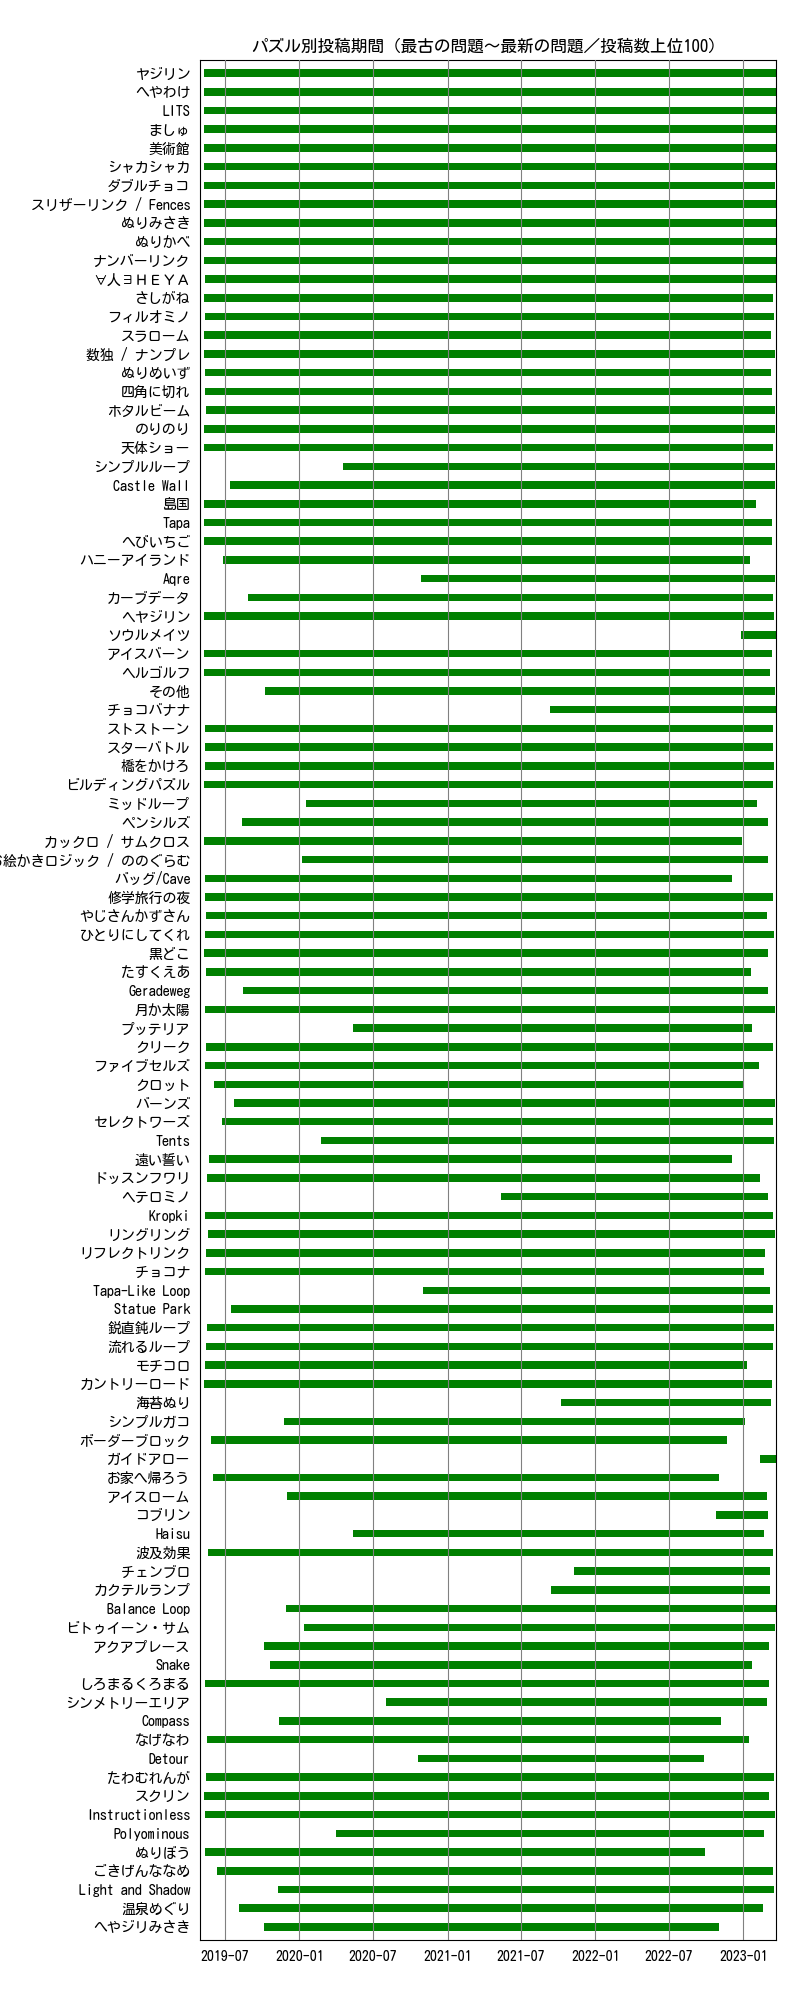 パズル別投稿期間（最古の問題～最新の問題／投稿数上位100）
ヤジリン
へやわけ
LITS
ましゅ
美術館
シャカシャカ
ダブルチョコ
スリザーリンク / Fences
ぬりみさき
ぬりかべ
ナンバーリンク
∀人∃ＨＥＹＡ
さしがね
フィルオミノ
スラローム
数独 / ナンプレ
ぬりめいず
四角に切れ
ホタルビーム
のりのり
天体ショー
シンプルループ
Castle Wall
島国
Tapa
へびいちご
ハニーアイランド
Aqre
カーブデータ
ヘヤジリン
ソウルメイツ
アイスバーン
ヘルゴルフ
その他
チョコバナナ
ストストーン
スターバトル
橋をかけろ
ビルディングパズル
ミッドループ
ペンシルズ
カックロ / サムクロス
絵かきロジック / ののぐらむ
バッグ/Cave
修学旅行の夜
やじさんかずさん
ひとりにしてくれ
黒どこ
たすくえあ
Geradeweg
月か太陽
プッテリア
クリーク
ファイブセルズ
クロット
バーンズ
セレクトワーズ
Tents
遠い誓い
ドッスンフワリ
ヘテロミノ
Kropki
リングリング
リフレクトリンク
チョコナ
Tapa-Like Loop
Statue Park
鋭直鈍ループ
流れるループ
モチコロ
カントリーロード
海苔ぬり
シンプルガコ
ボーダーブロック
ガイドアロー
お家へ帰ろう
アイスローム
コブリン
Haisu
波及効果
チェンブロ
カクテルランプ
Balance Loop
ビトゥイーン・サム
アクアプレース
Snake
しろまるくろまる
シンメトリーエリア
Compass
なげなわ
Detour
たわむれんが
スクリン
Instructionless
Polyominous
ぬりぼう
ごきげんななめ
Light and Shadow
温泉めぐり
へやジリみさき
2019-07 2020-01 2020-07 2021-01 2021-07 2022-01 2022-07 2023-01